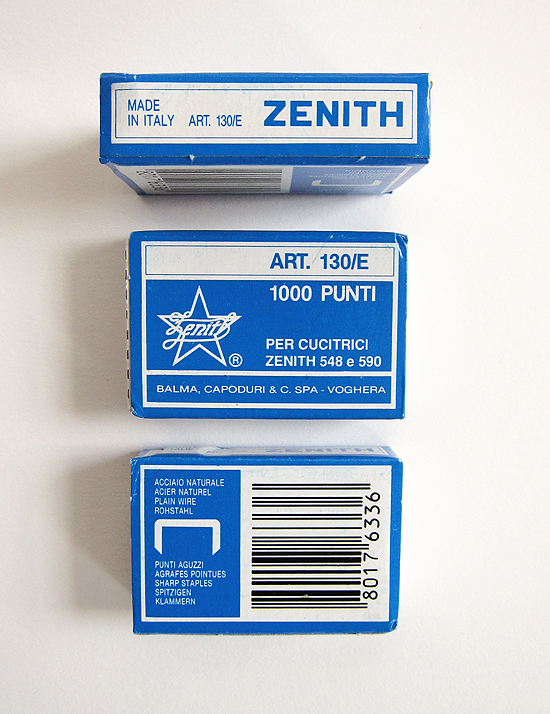 MADE
IN ITALY ART. 130/E ZENITH
ART. 130/E
1000 PUNTI
Zenith
®
PER CUCITRICI
ZENITH 548 e 590
BALMA, CAPODURI & C. SPA - VOGHERA
ZENITH
ACCIAIO NATURALE
ACIER NATUREL
PLAIN WIRE
ROHSTAHL
PUNTI AGUZZI
AGRAFES POINTUES
SHARP STAPLES
SPITZIGEN
KLAMMERN
8017 6336